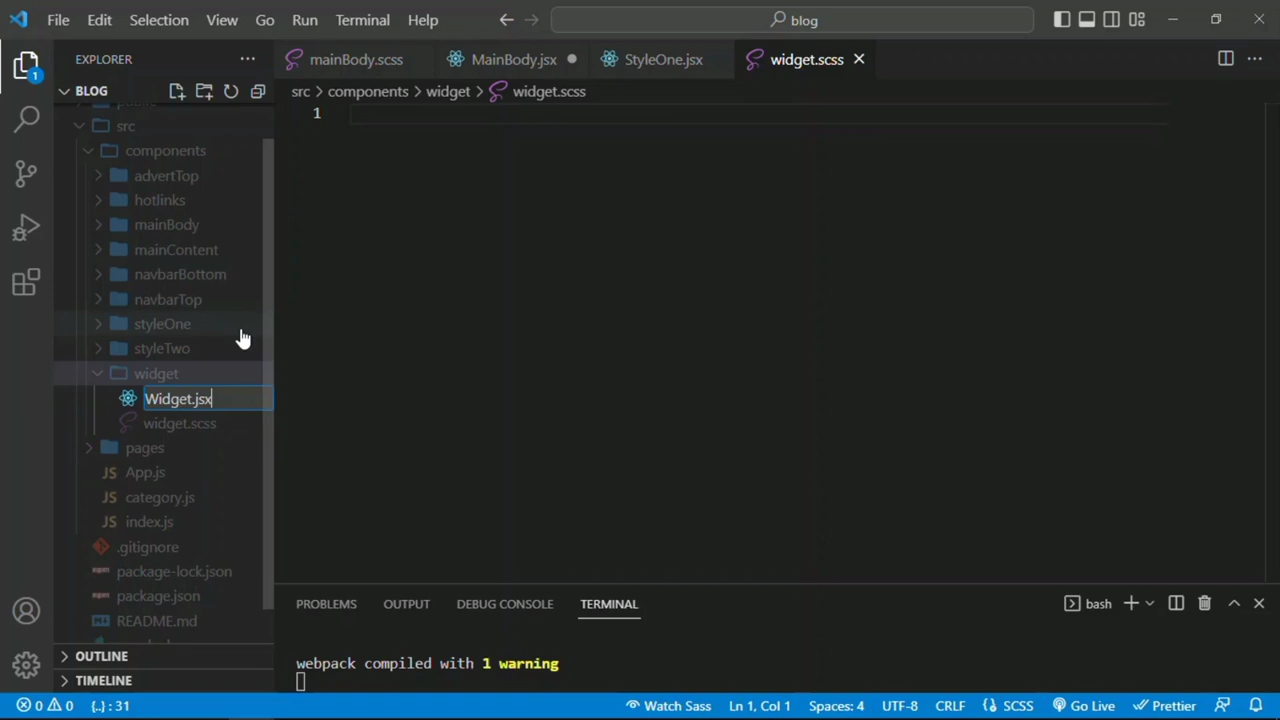 File Edit Selection View Go Run Terminal Help
blog
EXPLORER
mainBody.scss
MainBody.jsx
StyleOne.jsx
widget.scss
1
BLOG
src > components > widget > widget.scss
1
src
components
advertTop
hotlinks
mainBody
mainContent
navbarBottom
navbarTop
styleOne
styleTwo
widget
Widget.jsx
widget.scss
pages
JS App.js
JS category.js
JS index.js
.gitignore
package-lock.json
package.json
README.md
PROBLEMS OUTPUT DEBUG CONSOLE TERMINAL
bash
webpack compiled with 1 warning
OUTLINE
TIMELINE
0 0 {..} : 31 Watch Sass Ln 1, Col 1 Spaces: 4 UTF-8 CRLF SCSS Go Live Prettier